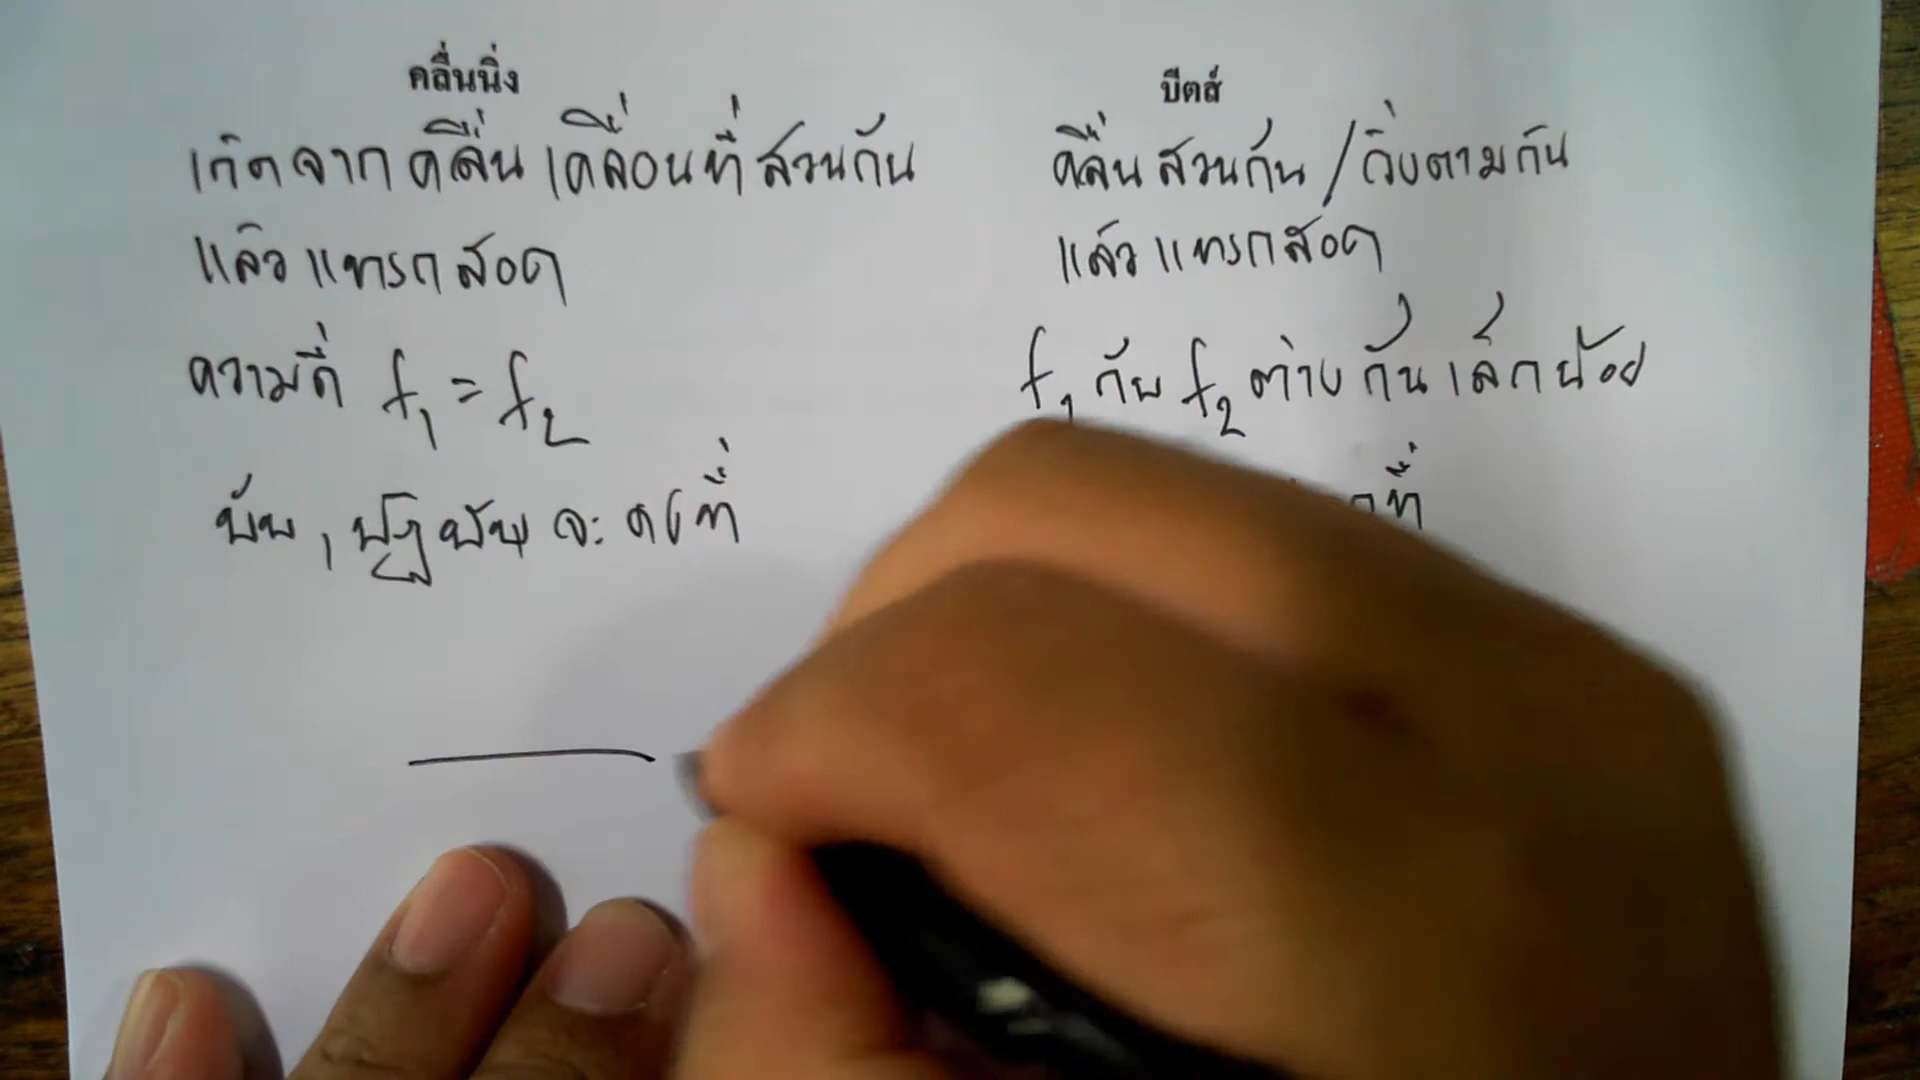 คลื่นนิ่ง
เกิดจากคลื่นเคลื่อนที่สวนกัน
แล้วแทรกสอด
ความถี่ f₁ = f₂
บัพ, ปฏิบัพ จะคงที่
บีตส์
คลื่นสวนกัน / วิ่งตามกัน
แล้วแทรกสอด
f₁ กับ f₂ ต่างกันเล็กน้อย